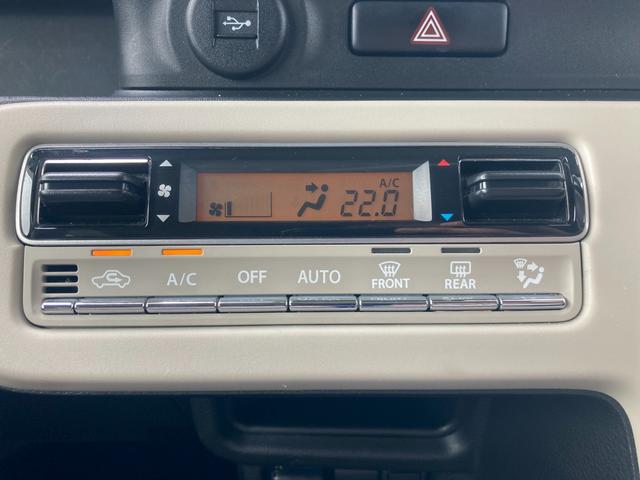 A/C
22.0
A/C
OFF
AUTO
FRONT
REAR